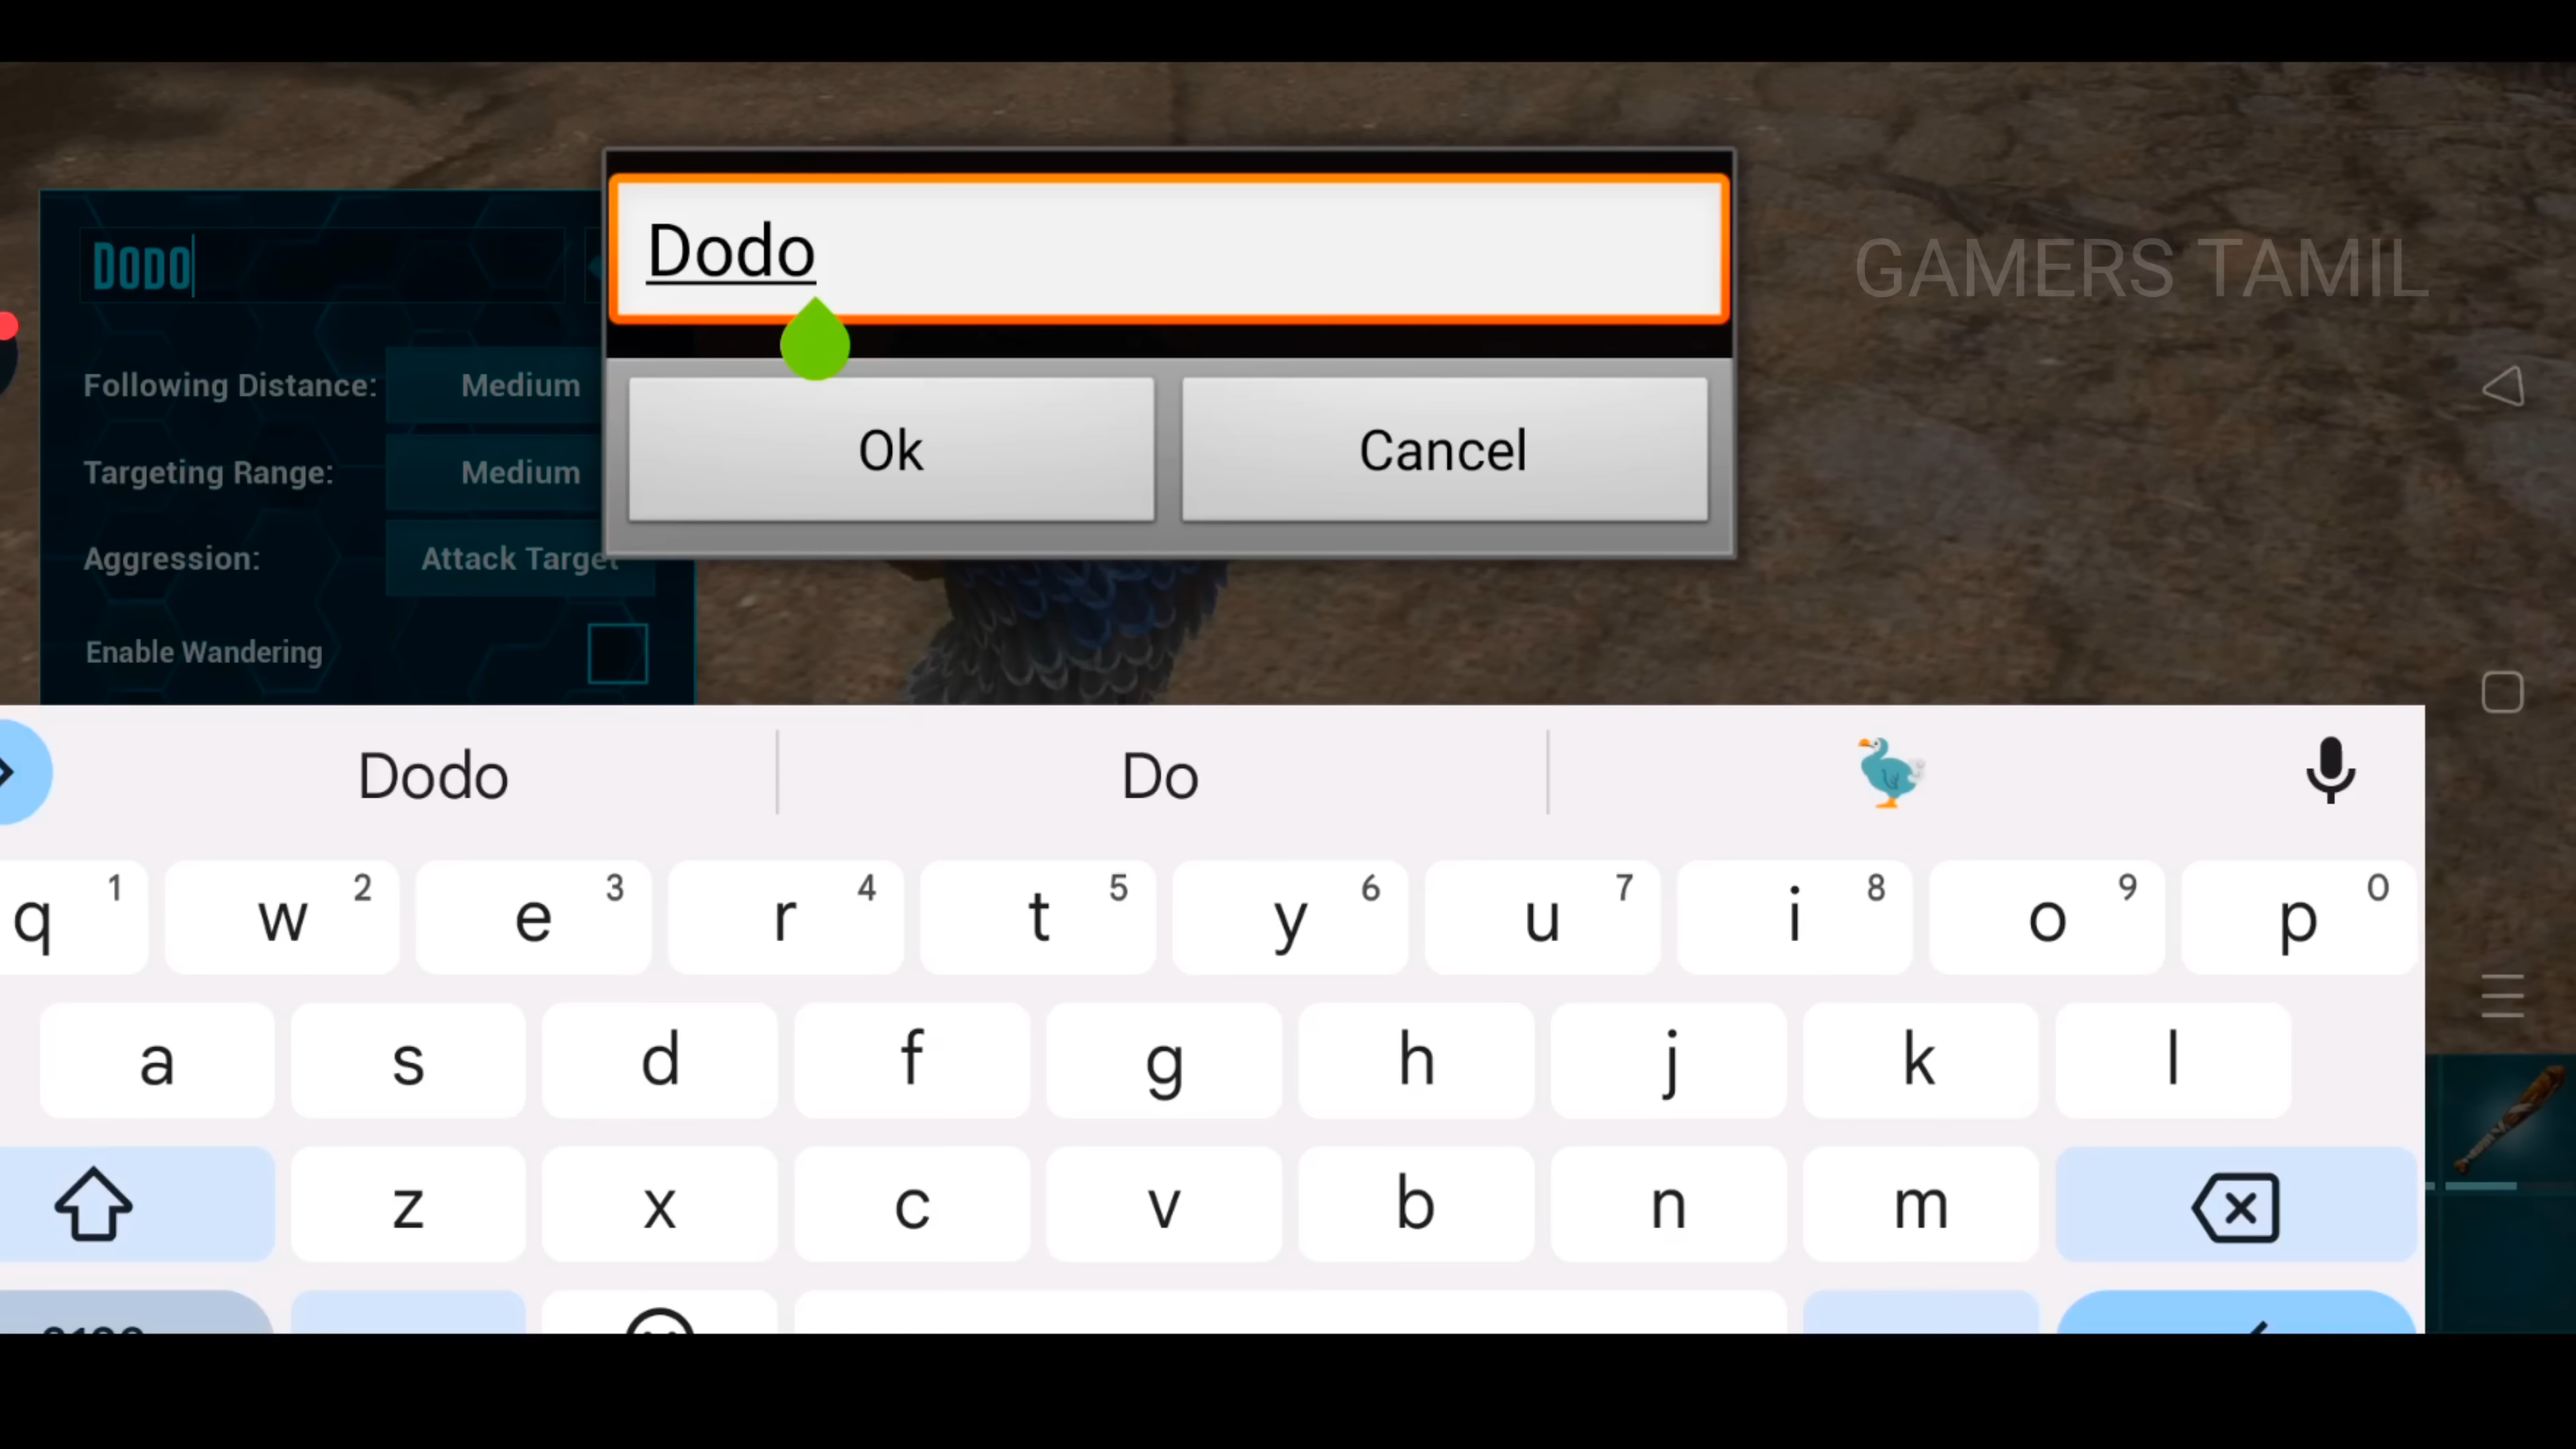 Dodo
DODO
GAMERS TAMIL
Following Distance: Medium
Ok Cancel
Targeting Range: Medium
Aggression: Attack Target
Enable Wandering
Dodo Do
q 1 w 2 e 3 r 4 t 5 y 6 u 7 i 8 o 9 p 0
a s d f g h j k l
z x c v b n m